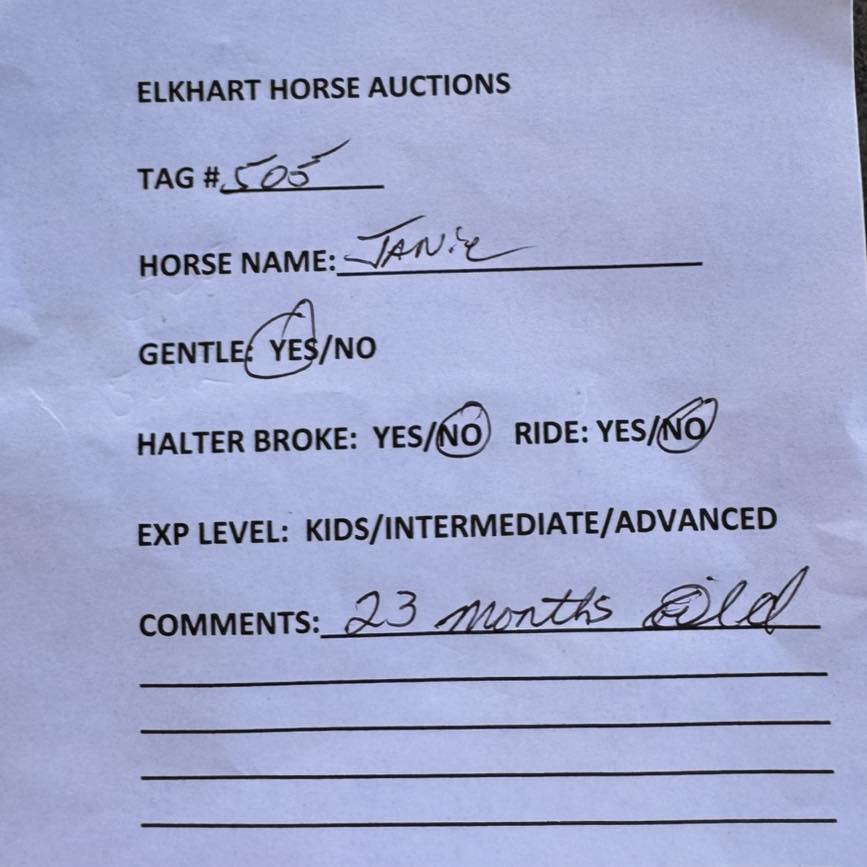 ELKHART HORSE AUCTIONS
TAG # 505
HORSE NAME: JANie
GENTLE: YES/NO
HALTER BROKE: YES/NO RIDE: YES/NO
EXP LEVEL: KIDS/INTERMEDIATE/ADVANCED
COMMENTS: 23 months old